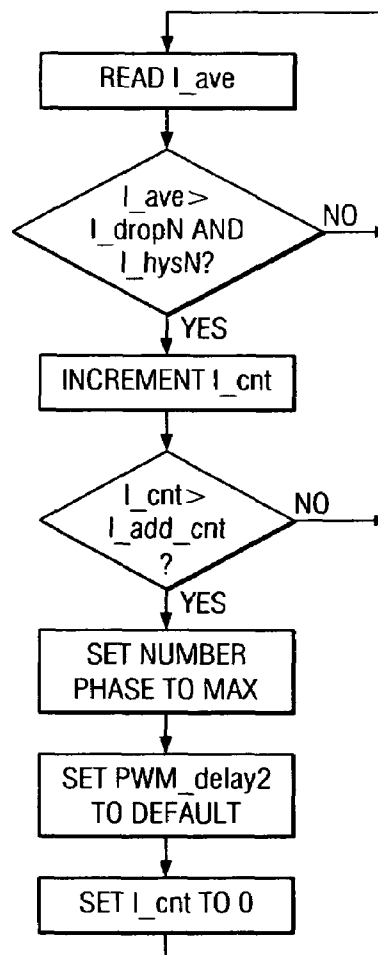 READ I_ave
I_ave>
I_dropN AND
I_hysN?
NO
YES
INCREMENT I_cnt
I_cnt>
I_add_cnt
?
NO
YES
SET NUMBER
PHASE TO MAX
SET PWM_delay2
TO DEFAULT
SET I_cnt TO 0